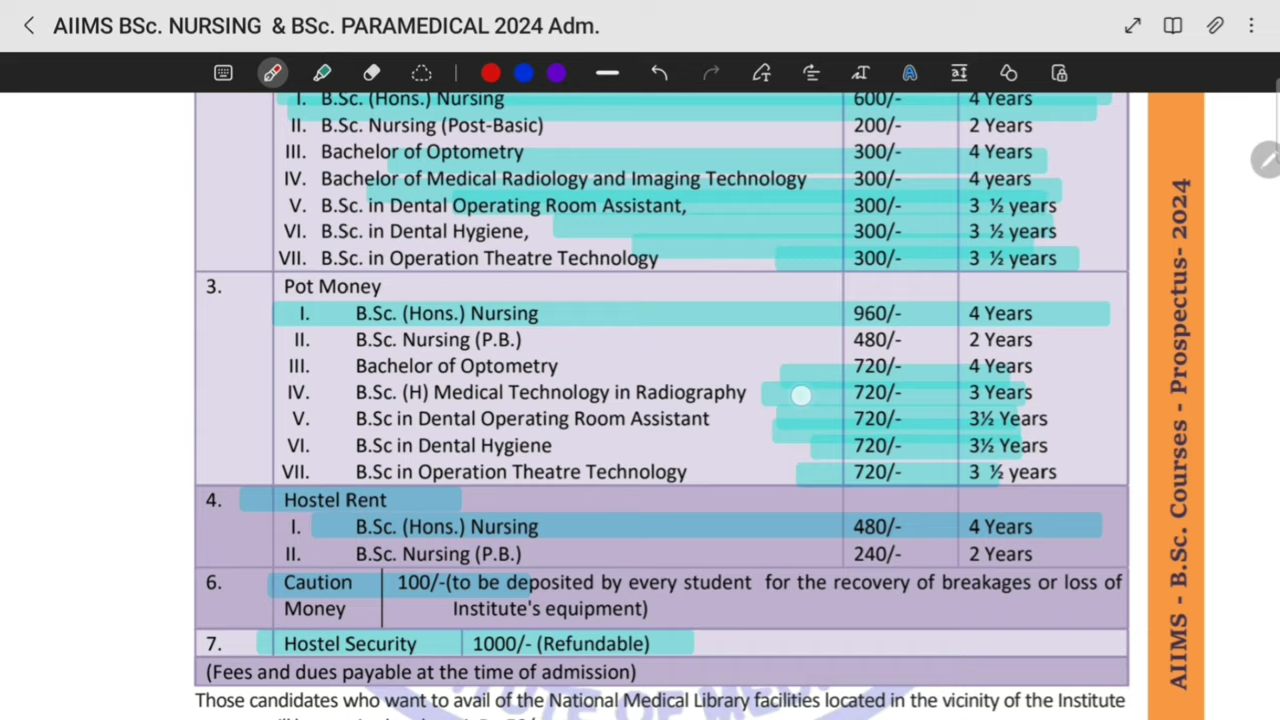 AIIMS BSc. NURSING & BSc. PARAMEDICAL 2024 Adm.
I. B.Sc. (Hons.) Nursing 600/- 4 Years
II. B.Sc. Nursing (Post-Basic) 200/- 2 Years
III. Bachelor of Optometry 300/- 4 Years
IV. Bachelor of Medical Radiology and Imaging Technology 300/- 4 years
V. B.Sc. in Dental Operating Room Assistant, 300/- 3 ½ years
VI. B.Sc. in Dental Hygiene, 300/- 3 ½ years
VII. B.Sc. in Operation Theatre Technology 300/- 3 ½ years
3. Pot Money
I. B.Sc. (Hons.) Nursing 960/- 4 Years
II. B.Sc. Nursing (P.B.) 480/- 2 Years
III. Bachelor of Optometry 720/- 4 Years
IV. B.Sc. (H) Medical Technology in Radiography 720/- 3 Years
V. B.Sc in Dental Operating Room Assistant 720/- 3½ Years
VI. B.Sc in Dental Hygiene 720/- 3½ Years
VII. B.Sc in Operation Theatre Technology 720/- 3 ½ years
4. Hostel Rent
I. B.Sc. (Hons.) Nursing 480/- 4 Years
II. B.Sc. Nursing (P.B.) 240/- 2 Years
6. Caution 100/-(to be deposited by every student for the recovery of breakages or loss of
Money Institute's equipment)
7. Hostel Security 1000/- (Refundable)
(Fees and dues payable at the time of admission)
Those candidates who want to avail of the National Medical Library facilities located in the vicinity of the Institute
AIIMS - B.Sc. Courses - Prospectus- 2024